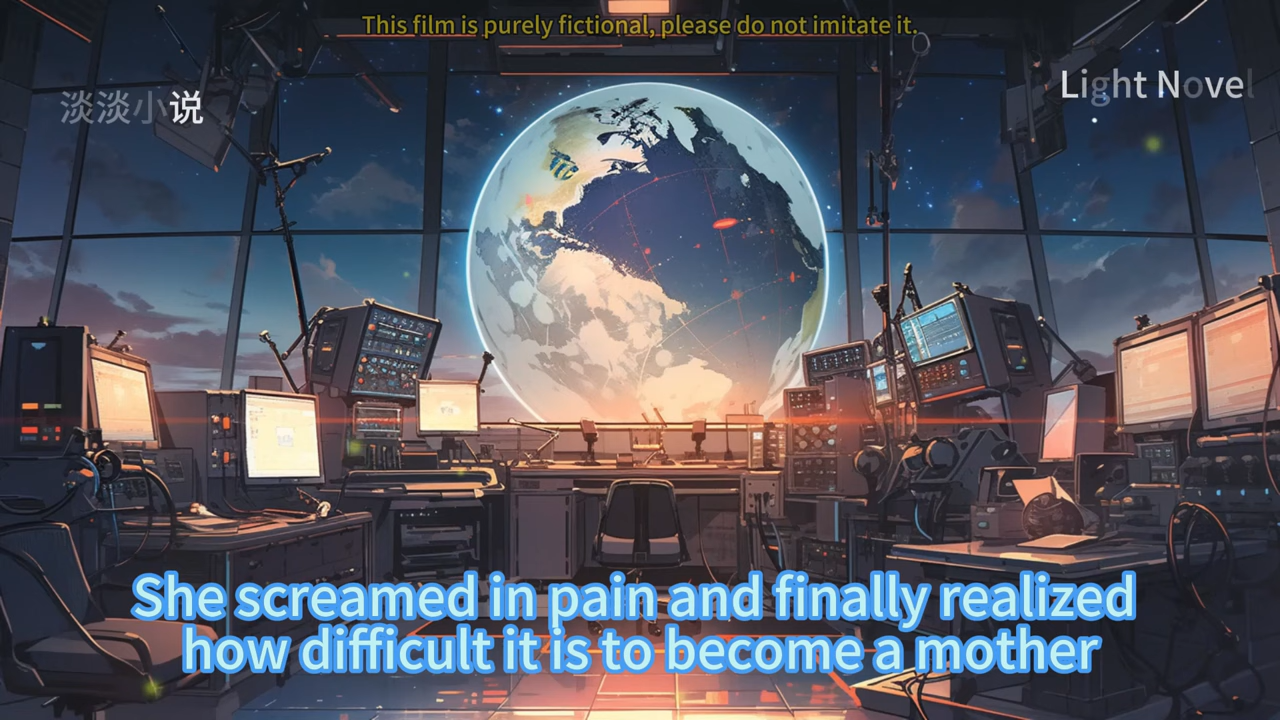 This film is purely fictional, please do not imitate it.
淡淡小说
Light Novel
She screamed in pain and finally realized
how difficult it is to become a mother